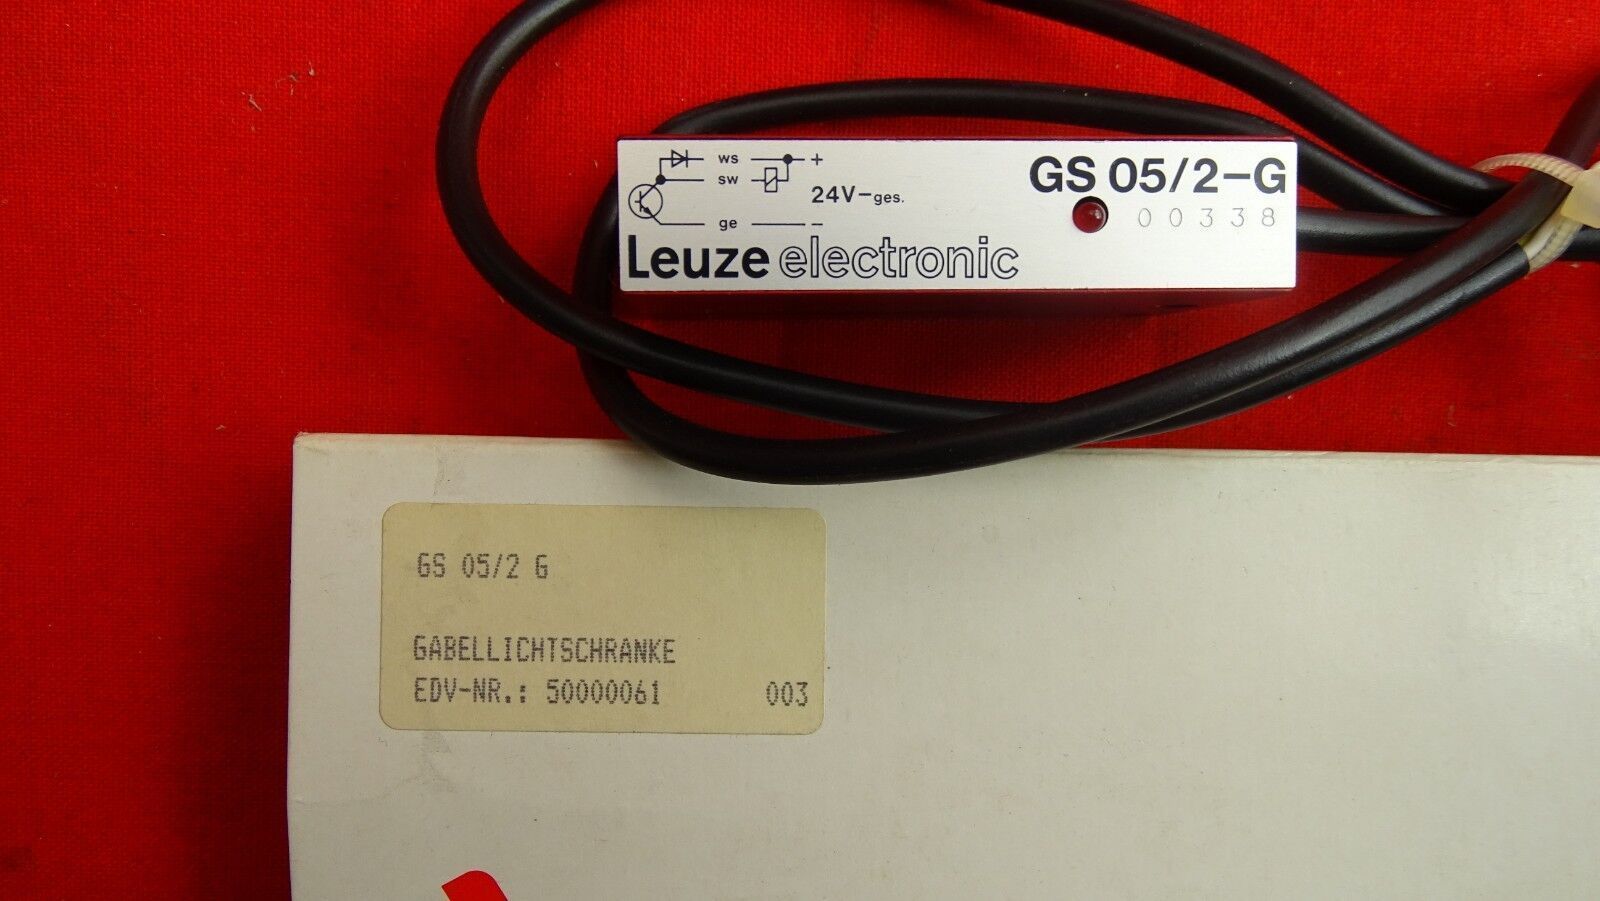 ws +
sw
24V-ges.
ge -
GS 05/2-G
00338
Leuze electronic
GS 05/2 G
GABELLICHTSCHRANKE
EDV-NR.: 50000061 003